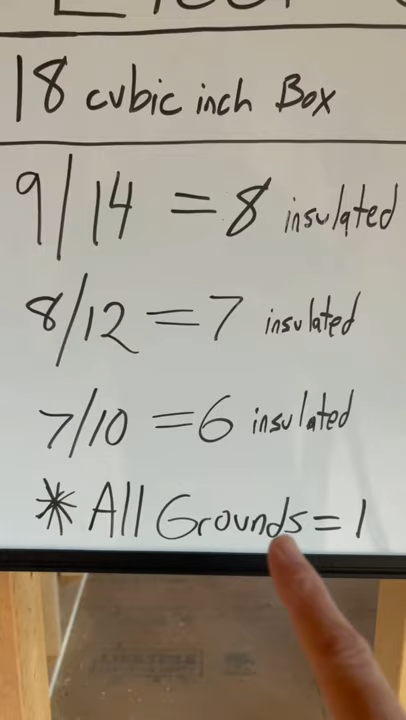 18 cubic inch Box
9/14 = 8 insulated
8/12 = 7 insulated
7/10 = 6 insulated
* All Grounds = 1